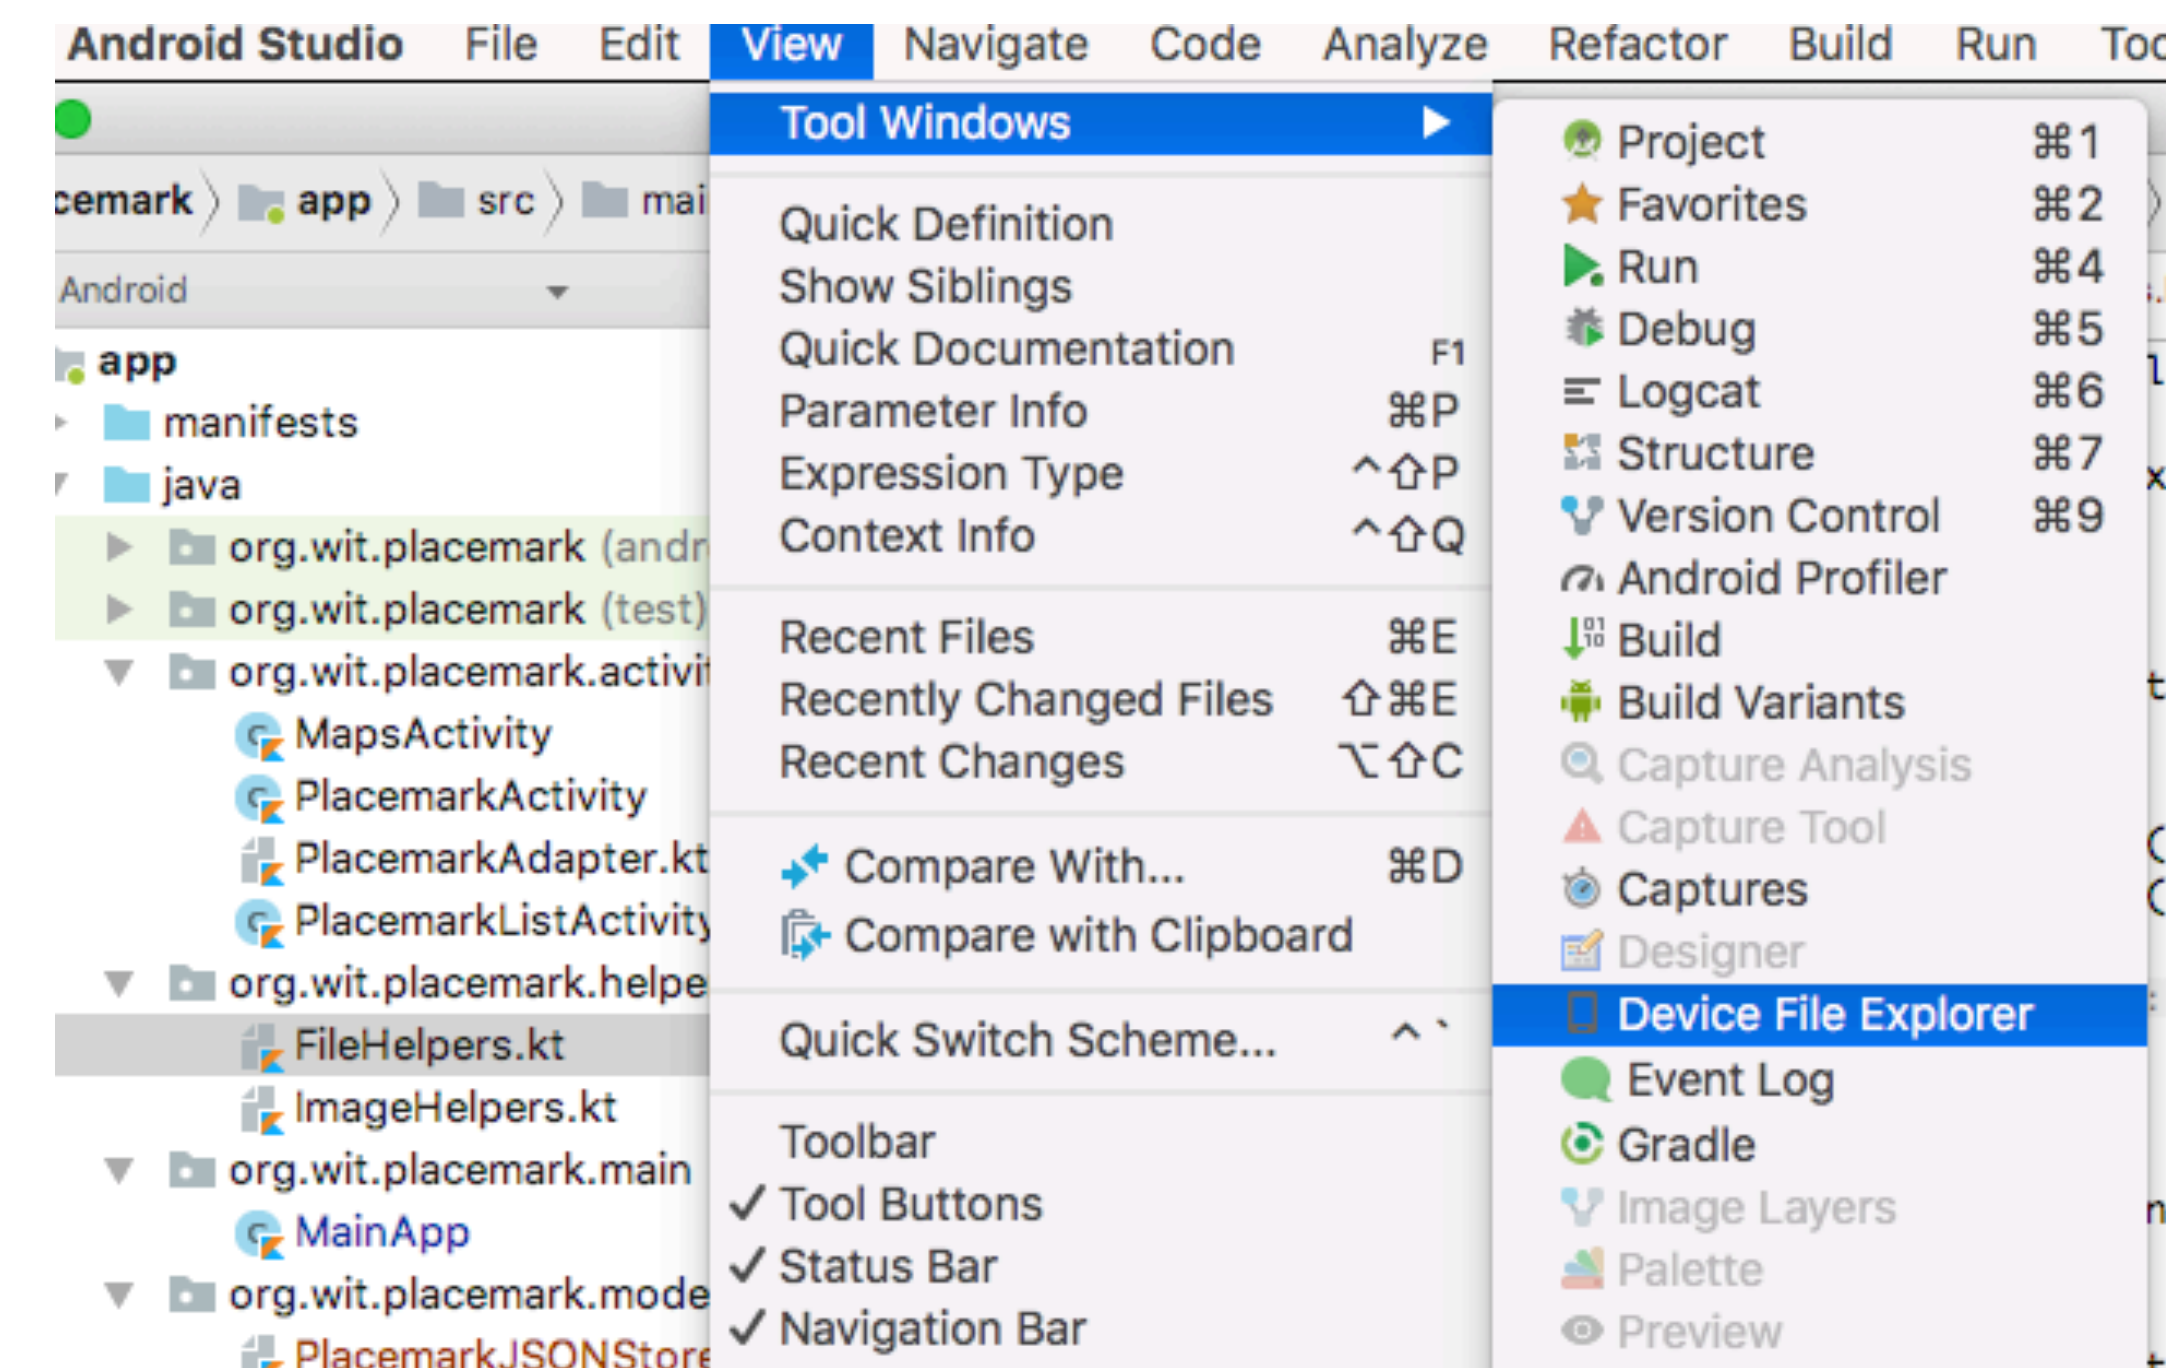 Android Studio File Edit View Navigate Code Analyze Refactor Build Run
cemark app src mai
Android
app
manifests
java
org.wit.placemark (andr
org.wit.placemark (test)
org.wit.placemark.activit
MapsActivity
PlacemarkActivity
PlacemarkAdapter.kt
PlacemarkListActivity
org.wit.placemark.helpe
FileHelpers.kt
ImageHelpers.kt
org.wit.placemark.main
MainApp
org.wit.placemark.mode
PlacemarkJSONStore
Tool Windows ▶
Quick Definition
Show Siblings
Quick Documentation F1
Parameter Info ⌘P
Expression Type ^⇧P
Context Info ^⇧Q
Recent Files ⌘E
Recently Changed Files ⇧⌘E
Recent Changes ⌥⇧C
Compare With... ⌘D
Compare with Clipboard
Quick Switch Scheme... ^`
Toolbar
✓ Tool Buttons
✓ Status Bar
✓ Navigation Bar
Project ⌘1
Favorites ⌘2
Run ⌘4
Debug ⌘5
Logcat ⌘6
Structure ⌘7
Version Control ⌘9
Android Profiler
Build
Build Variants
Capture Analysis
Capture Tool
Captures
Designer
Device File Explorer
Event Log
Gradle
Image Layers
Palette
Preview